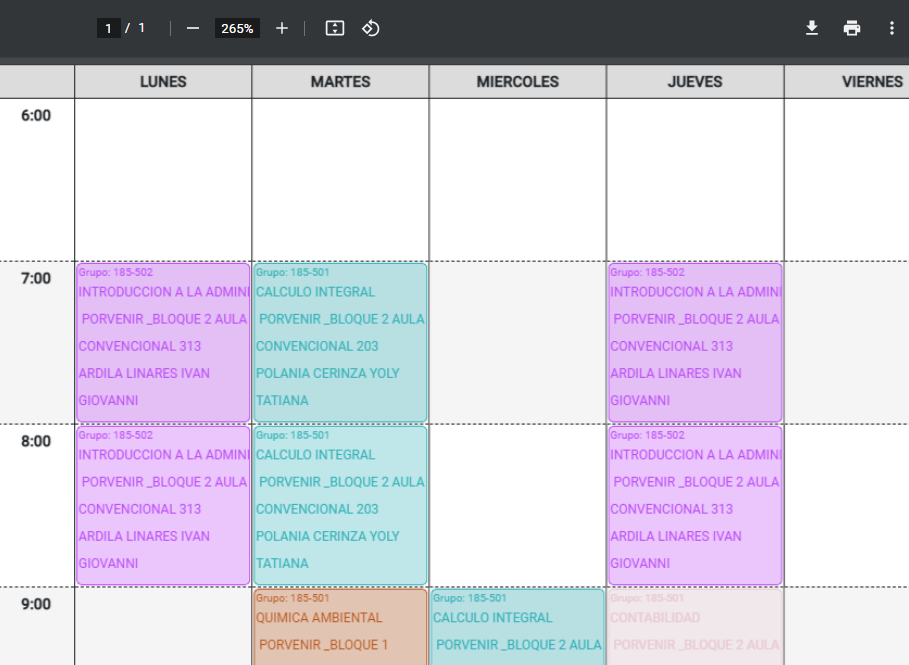 1 / 1
265%
LUNES MARTES MIERCOLES JUEVES VIERNES
6:00
7:00
Grupo: 185-502
INTRODUCCION A LA ADMINI
PORVENIR _BLOQUE 2 AULA
CONVENCIONAL 313
ARDILA LINARES IVAN
GIOVANNI
Grupo: 185-501
CALCULO INTEGRAL
PORVENIR _BLOQUE 2 AULA
CONVENCIONAL 203
POLANIA CERINZA YOLY
TATIANA
Grupo: 185-502
INTRODUCCION A LA ADMINI
PORVENIR _BLOQUE 2 AULA
CONVENCIONAL 313
ARDILA LINARES IVAN
GIOVANNI
8:00
Grupo: 185-502
INTRODUCCION A LA ADMINI
PORVENIR _BLOQUE 2 AULA
CONVENCIONAL 313
ARDILA LINARES IVAN
GIOVANNI
Grupo: 185-501
CALCULO INTEGRAL
PORVENIR _BLOQUE 2 AULA
CONVENCIONAL 203
POLANIA CERINZA YOLY
TATIANA
Grupo: 185-502
INTRODUCCION A LA ADMINI
PORVENIR _BLOQUE 2 AULA
CONVENCIONAL 313
ARDILA LINARES IVAN
GIOVANNI
9:00
Grupo: 185-501
QUIMICA AMBIENTAL
PORVENIR _BLOQUE 1
Grupo: 185-501
CALCULO INTEGRAL
PORVENIR _BLOQUE 2 AULA
Grupo: 185-501
CONTABILIDAD
PORVENIR _BLOQUE 2 AULA